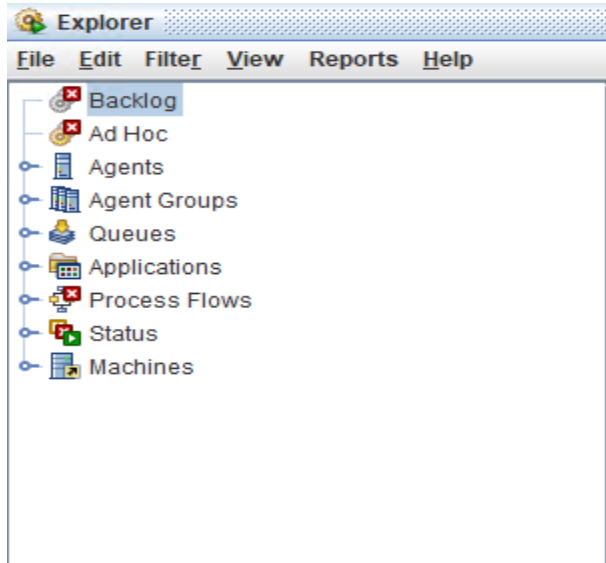 Explorer
File Edit Filter View Reports Help
Backlog
Ad Hoc
Agents
Agent Groups
Queues
Applications
Process Flows
Status
Machines